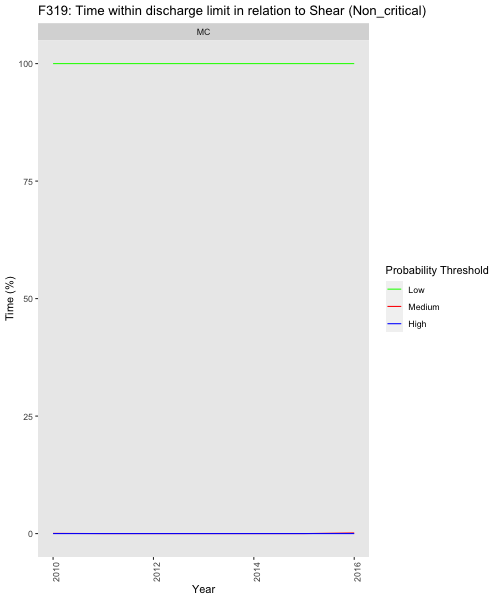 F319: Time within discharge limit in relation to Shear (Non_critical)
MC
100
75
50
25
0
Time (%)
2010
2012
2014
2016
Year
Probability Threshold
Low
Medium
High